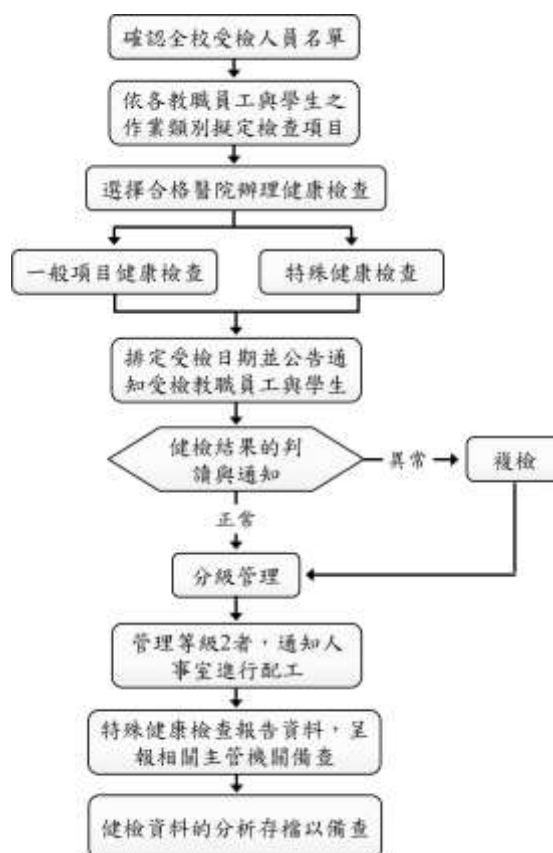 確認全校受檢人員名單
依各教職員工與學生之
作業類別擬定檢查項目
選擇合格醫院辦理健康檢查
一般項目健康檢查
特殊健康檢查
排定受檢日期並公告通
知受檢教職員工與學生
健檢結果的判
讀與通知
異常
複檢
正常
分級管理
管理等級2者，通知人
事室進行配工
特殊健康檢查報告資料，呈
報相關主管機關備查
健檢資料的分析存檔以備查